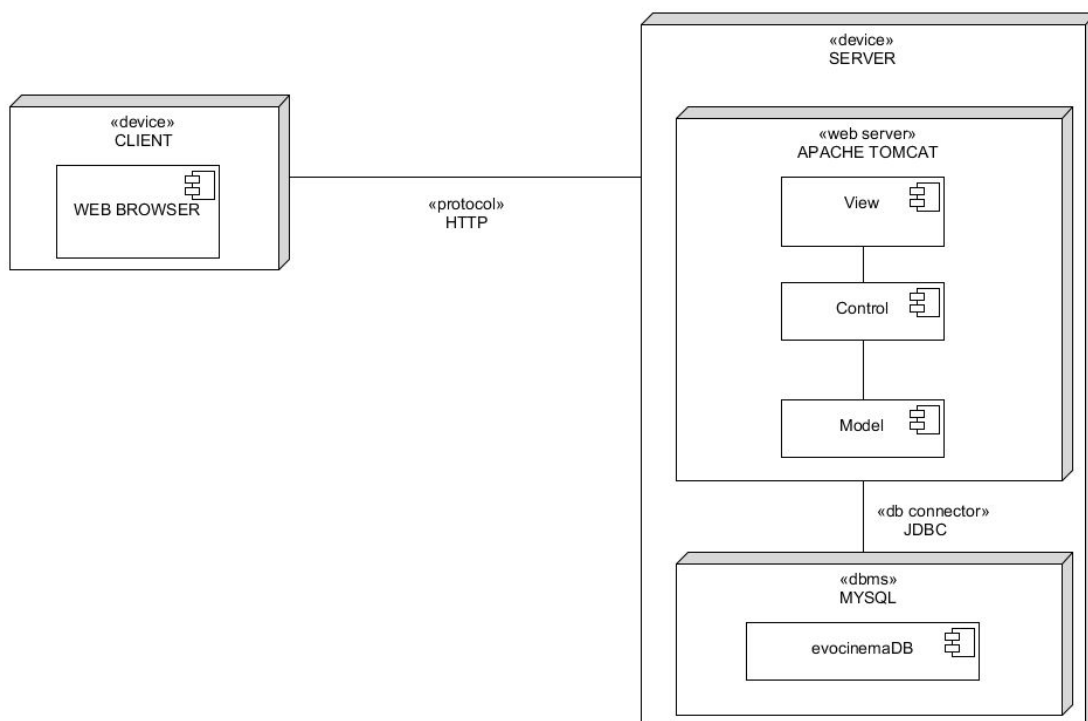 «device»
SERVER
«device»
CLIENT
WEB BROWSER
«protocol»
HTTP
«web server»
APACHE TOMCAT
View
Control
Model
«db connector»
JDBC
«dbms»
MYSQL
evocinemaDB